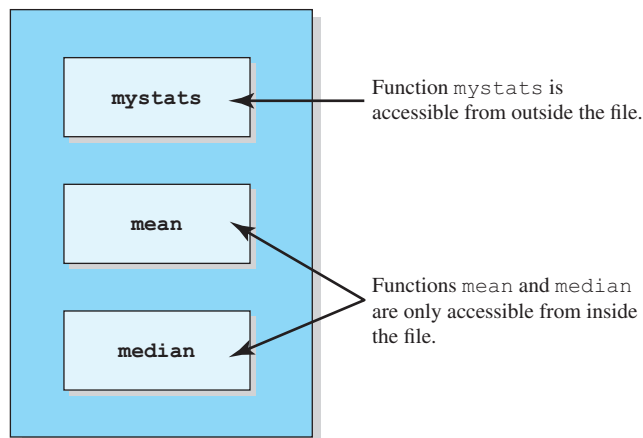 mystats
Function mystats is
accessible from outside the file.
mean
Functions mean and median
are only accessible from inside
the file.
median